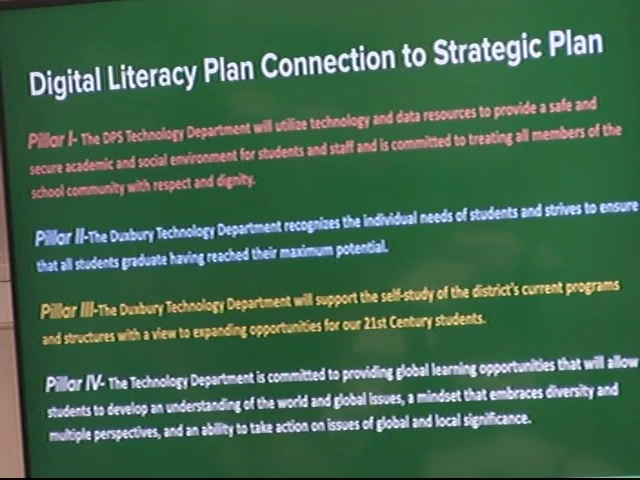 Digital Literacy Plan Connection to Strategic Plan
Pillar I- The DPS Technology Department will utilize technology and data resources to provide a safe and
secure academic and social environment for students and staff and is committed to treating all members of the
school community with respect and dignity.
Pillar II-The Duxbury Technology Department recognizes the individual needs of students and strives to ensure
that all students graduate having reached their maximum potential.
Pillar III-The Duxbury Technology Department will support the self-study of the district's current programs
and structures with a view to expanding opportunities for our 21st Century students.
Pillar IV- The Technology Department is committed to providing global learning opportunities that will allow
students to develop an understanding of the world and global issues, a mindset that embraces diversity and
multiple perspectives, and an ability to take action on issues of global and local significance.